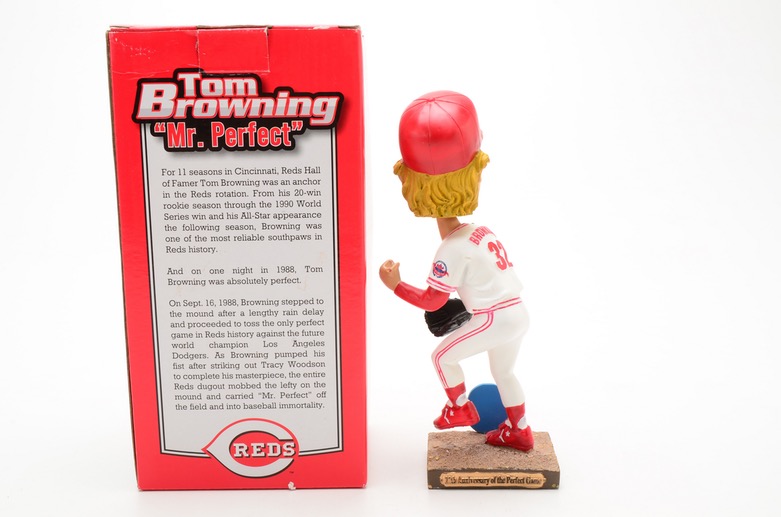 Tom
Browning
"Mr. Perfect"
For 11 seasons in Cincinnati, Reds Hall
of Famer Tom Browning was an anchor
in the Reds rotation. From his 20-win
rookie season through the 1990 World
Series win and his All-Star appearance
the following season, Browning was
one of the most reliable southpaws in
Reds history.
And on one night in 1988, Tom
Browning was absolutely perfect.
On Sept. 16, 1988, Browning stepped to
the mound after a lengthy rain delay
and proceeded to toss the only perfect
game in Reds history against the future
world champion Los Angeles
Dodgers. As Browning pumped his
fist after striking out Tracy Woodson
to complete his masterpiece, the entire
Reds dugout mobbed the lefty on the
mound and carried "Mr. Perfect" off
the field and into baseball immortality.
REDS
32
Anniversary of the Perfect Game